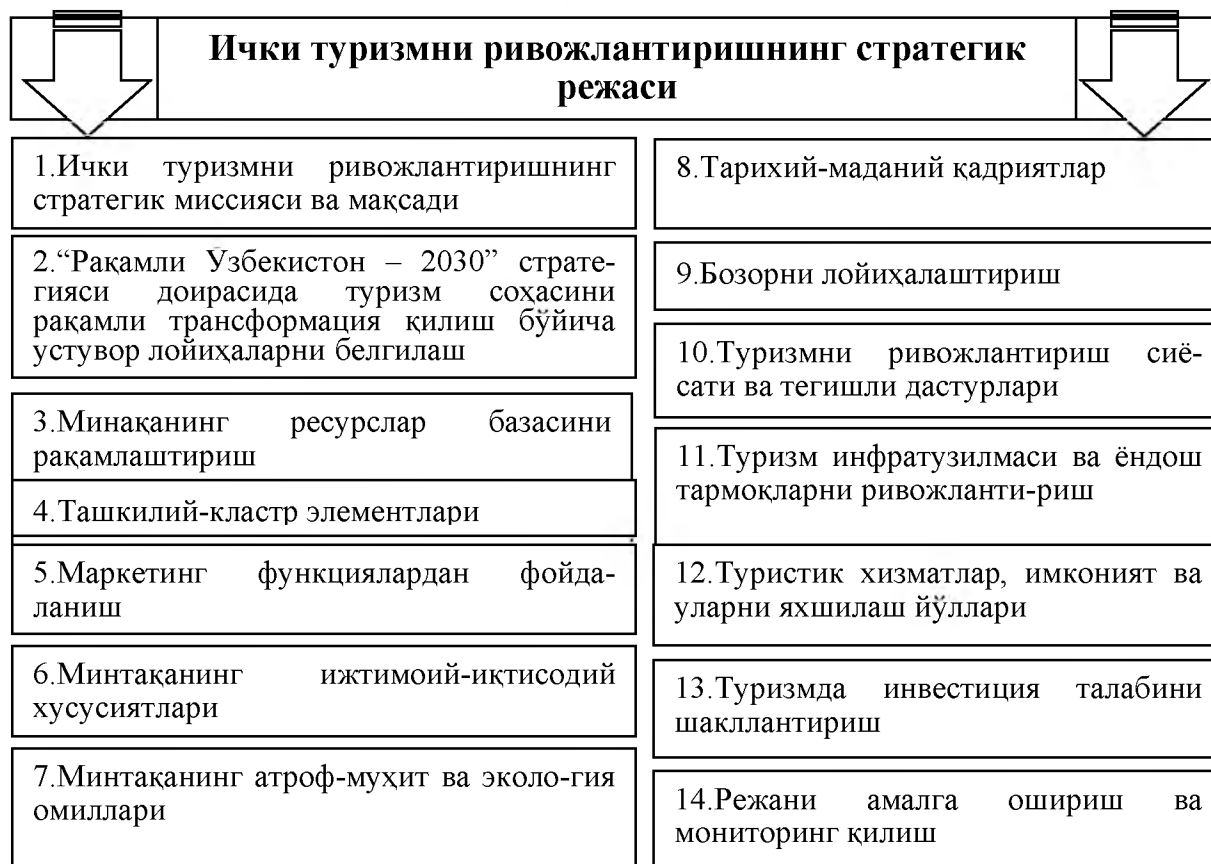 Ички туризмни ривожлантиришнинг стратегик
режаси
1.Ички туризмни ривожлантиришнинг
стратегик миссияси ва мақсади
2.“Рақамли Ўзбекистон – 2030” страте-
гияси доирасида туризм соҳасини
рақамли трансформация қилиш бўйича
устувор лойиҳаларни белгилаш
3.Минақанинг ресурслар базасини
рақамлаштириш
4.Ташкилий-кластр элементлари
5.Маркетинг функциялардан фойда-
ланиш
6.Минтақанинг ижтимоий-иқтисодий
хусусиятлари
7.Минтақанинг атроф-муҳит ва эколо-гия
омиллари
8.Тарихий-маданий қадриятлар
9.Бозорни лойиҳалаштириш
10.Туризмни ривожлантириш сиё-
сати ва тегишли дастурлари
11.Туризм инфратузилмаси ва ёндош
тармоқларни ривожланти-риш
12.Туристик хизматлар, имконият ва
уларни яхшилаш йўллари
13.Туризмда инвестиция талабини
шакллантириш
14.Режани амалга ошириш ва
мониторинг қилиш